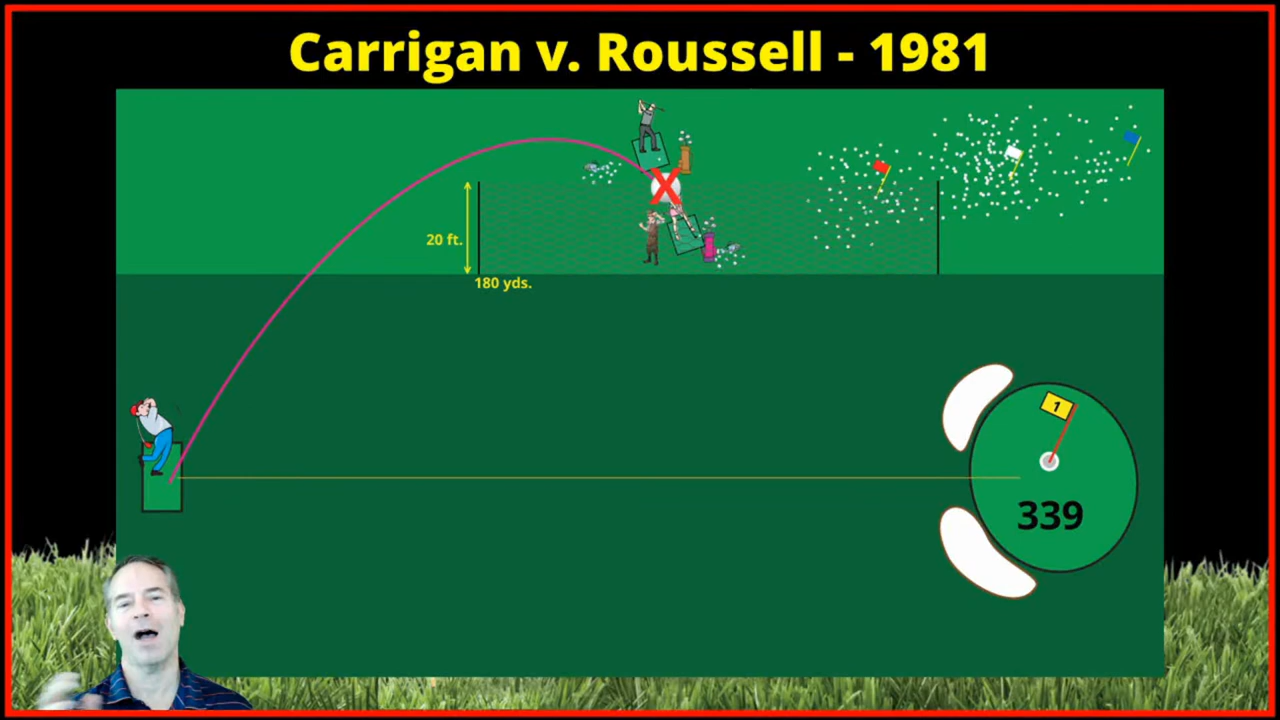 Carrigan v. Roussell - 1981
20 ft.
180 yds.
1
339